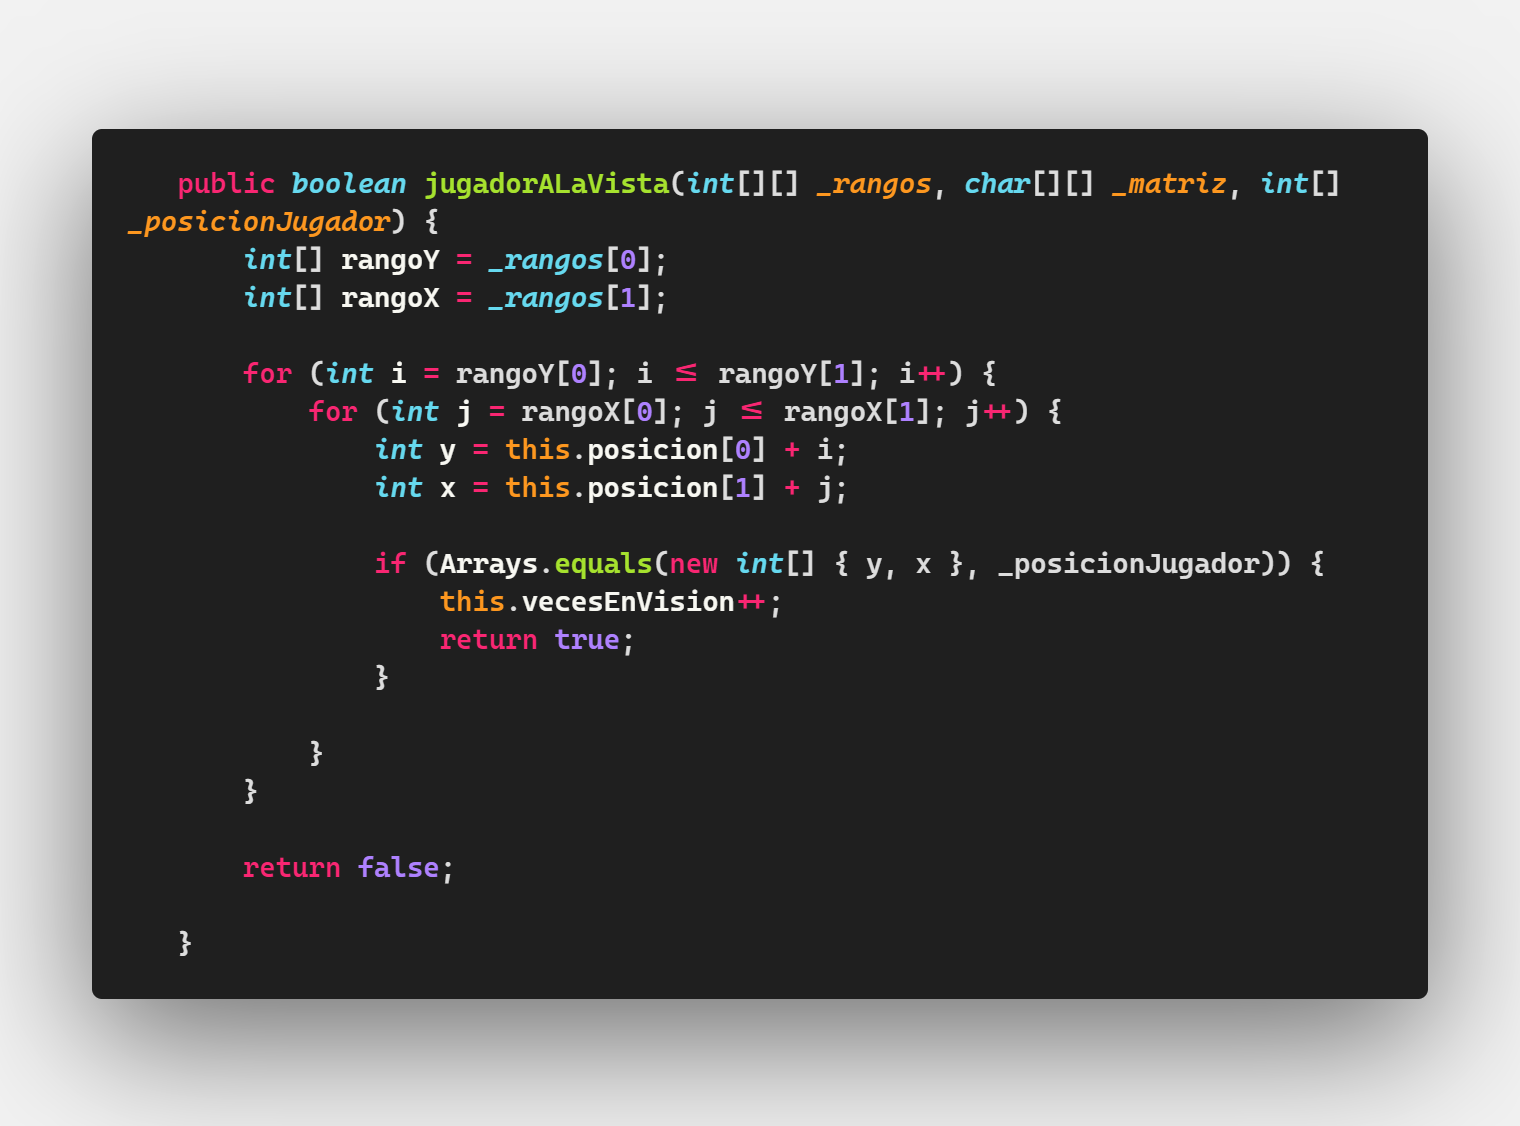 public boolean jugadorALaVista(int[][] _rangos, char[][] _matriz, int[]
_posicionJugador) {
int[] rangoY = _rangos[0];
int[] rangoX = _rangos[1];
for (int i = rangoY[0]; i <= rangoY[1]; i++) {
for (int j = rangoX[0]; j <= rangoX[1]; j++) {
int y = this.posicion[0] + i;
int x = this.posicion[1] + j;
if (Arrays.equals(new int[] { y, x }, _posicionJugador)) {
this.vecesEnVision++;
return true;
}
}
}
return false;
}